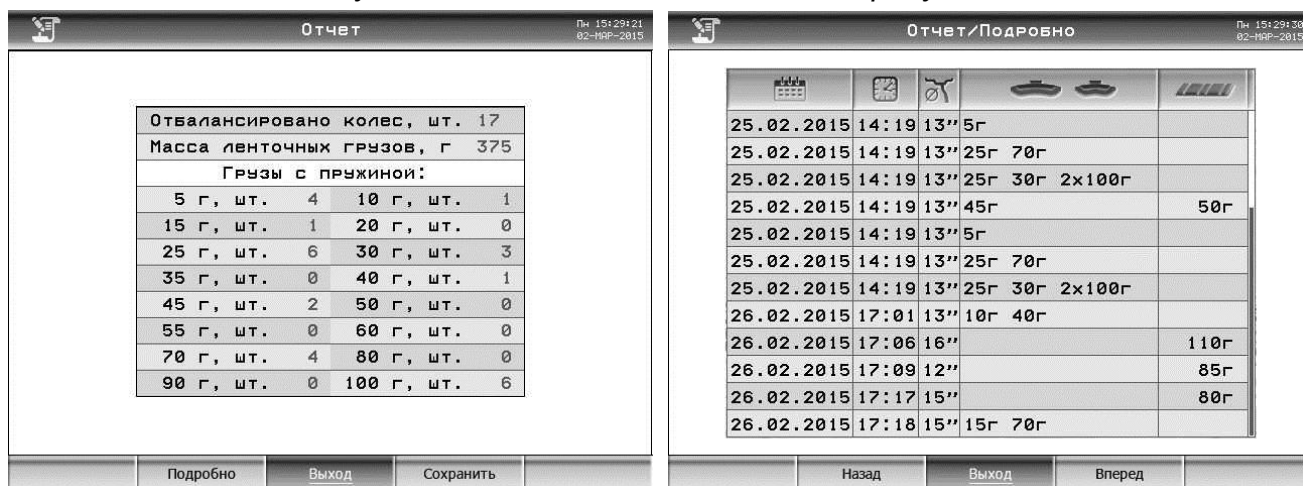 Отчет
Пн 15:29:21
02-МАР-2015
Отбалансировано колес, шт. 17
Масса ленточных грузов, г 375
Грузы с пружиной:
5 г, шт. 4 10 г, шт. 1
15 г, шт. 1 20 г, шт. 0
25 г, шт. 6 30 г, шт. 3
35 г, шт. 0 40 г, шт. 1
45 г, шт. 2 50 г, шт. 0
55 г, шт. 0 60 г, шт. 0
70 г, шт. 4 80 г, шт. 0
90 г, шт. 0 100 г, шт. 6
Подробно Выход Сохранить
Отчет/Подробно
Пн 15:29:30
02-МАР-2015
25.02.2015 14:19 13" 5г
25.02.2015 14:19 13" 25г 70г
25.02.2015 14:19 13" 25г 30г 2x100г
25.02.2015 14:19 13" 45г 50г
25.02.2015 14:19 13" 5г
25.02.2015 14:19 13" 25г 70г
25.02.2015 14:19 13" 25г 30г 2x100г
26.02.2015 17:01 13" 10г 40г
26.02.2015 17:06 16" 110г
26.02.2015 17:09 12" 85г
26.02.2015 17:17 15" 80г
26.02.2015 17:18 15" 15г 70г
Назад Выход Вперед